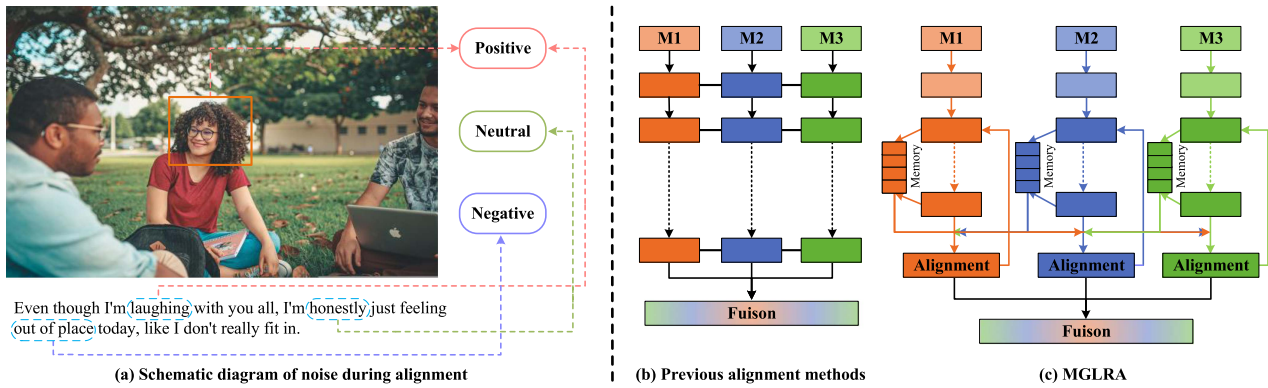 Positive
Neutral
Negative
Even though I'm laughing with you all, I'm honestly just feeling
out of place today, like I don't really fit in.
(a) Schematic diagram of noise during alignment
M1 M2 M3
Fuison
(b) Previous alignment methods
M1 M2 M3
Memory Memory Memory
Alignment Alignment Alignment
Fuison
(c) MGLRA